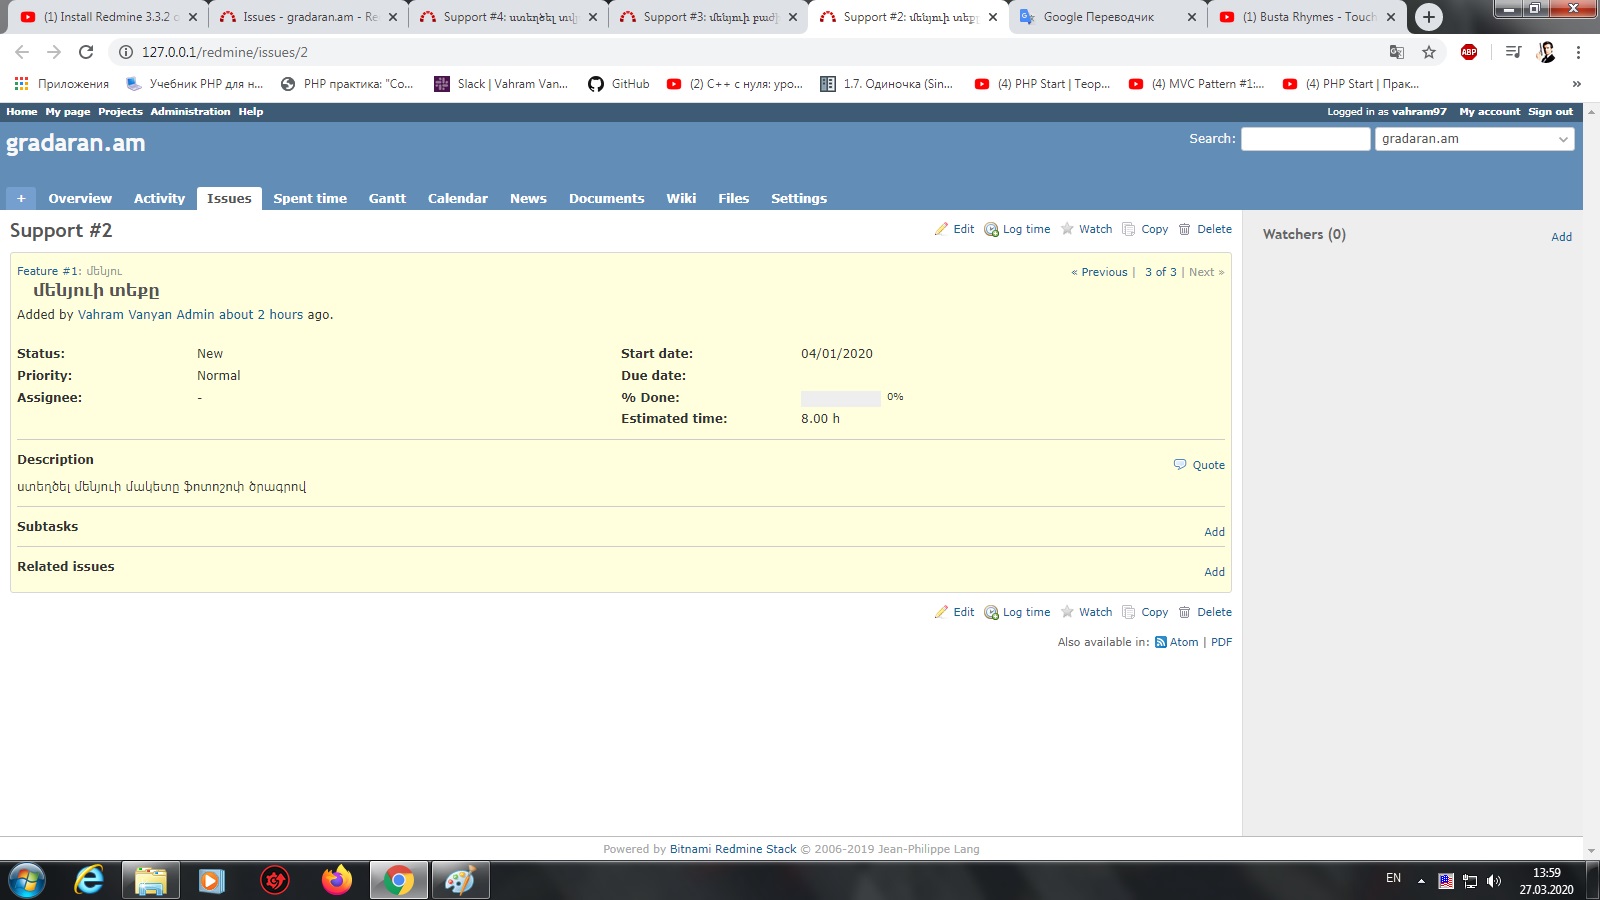 (1) Install Redmine 3.3.2 o
Issues - gradaran.am - Re
Support #4: ստեղծել տվ
Support #3: մենյուի բաժի
Support #2: մենյուի տեքը
Google Переводчик
(1) Busta Rhymes - Touch
127.0.0.1/redmine/issues/2
ABP
Приложения
Учебник PHP для н...
PHP практика: "Со...
Slack | Vahram Van...
GitHub
(2) C++ с нуля: уро...
1.7. Одиночка (Sin...
(4) PHP Start | Теор...
(4) MVC Pattern #1:...
(4) PHP Start | Прак...
»
Home My page Projects Administration Help
Logged in as vahram97 My account Sign out
gradaran.am
Search:
gradaran.am
+ Overview Activity Issues Spent time Gantt Calendar News Documents Wiki Files Settings
Support #2
Edit Log time Watch Copy Delete
Watchers (0)
Add
Feature #1: մենյու
« Previous | 3 of 3 | Next »
մենյուի տեքը
Added by Vahram Vanyan Admin about 2 hours ago.
Status: New
Start date: 04/01/2020
Priority: Normal
Due date:
Assignee: -
% Done: 0%
Estimated time: 8.00 h
Description
Quote
ստեղծել մենյուի մակետը ֆոտոշոփ ծրագրով
Subtasks
Add
Related issues
Add
Edit Log time Watch Copy Delete
Also available in: Atom | PDF
Powered by Bitnami Redmine Stack © 2006-2019 Jean-Philippe Lang
EN
13:59
27.03.2020